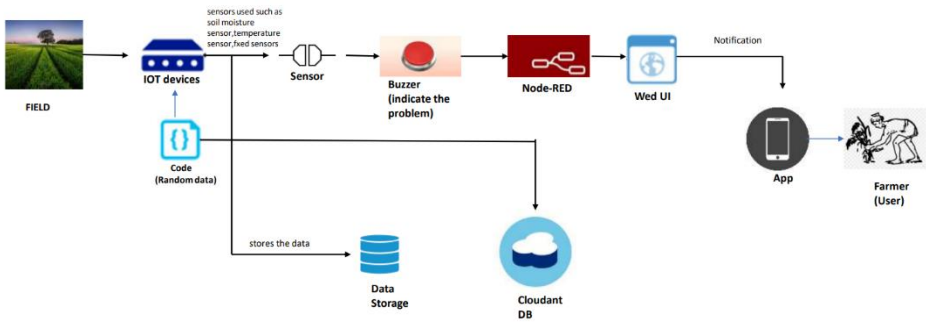 sensors used such as
soil moisture
sensor,temperature
sensor,fxed sensors
Notification
FIELD
IOT devices
Sensor
Buzzer
(indicate the
problem)
Node-RED
Wed UI
{ }
Code
(Random data)
App
Farmer
(User)
stores the data
Data
Storage
Cloudant
DB